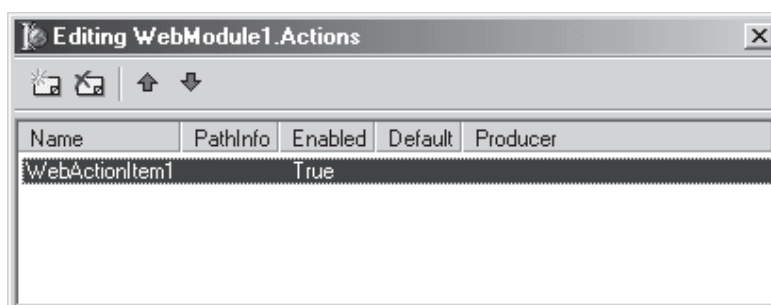 Editing WebModule1.Actions
Name PathInfo Enabled Default Producer
WebActionItem1 True